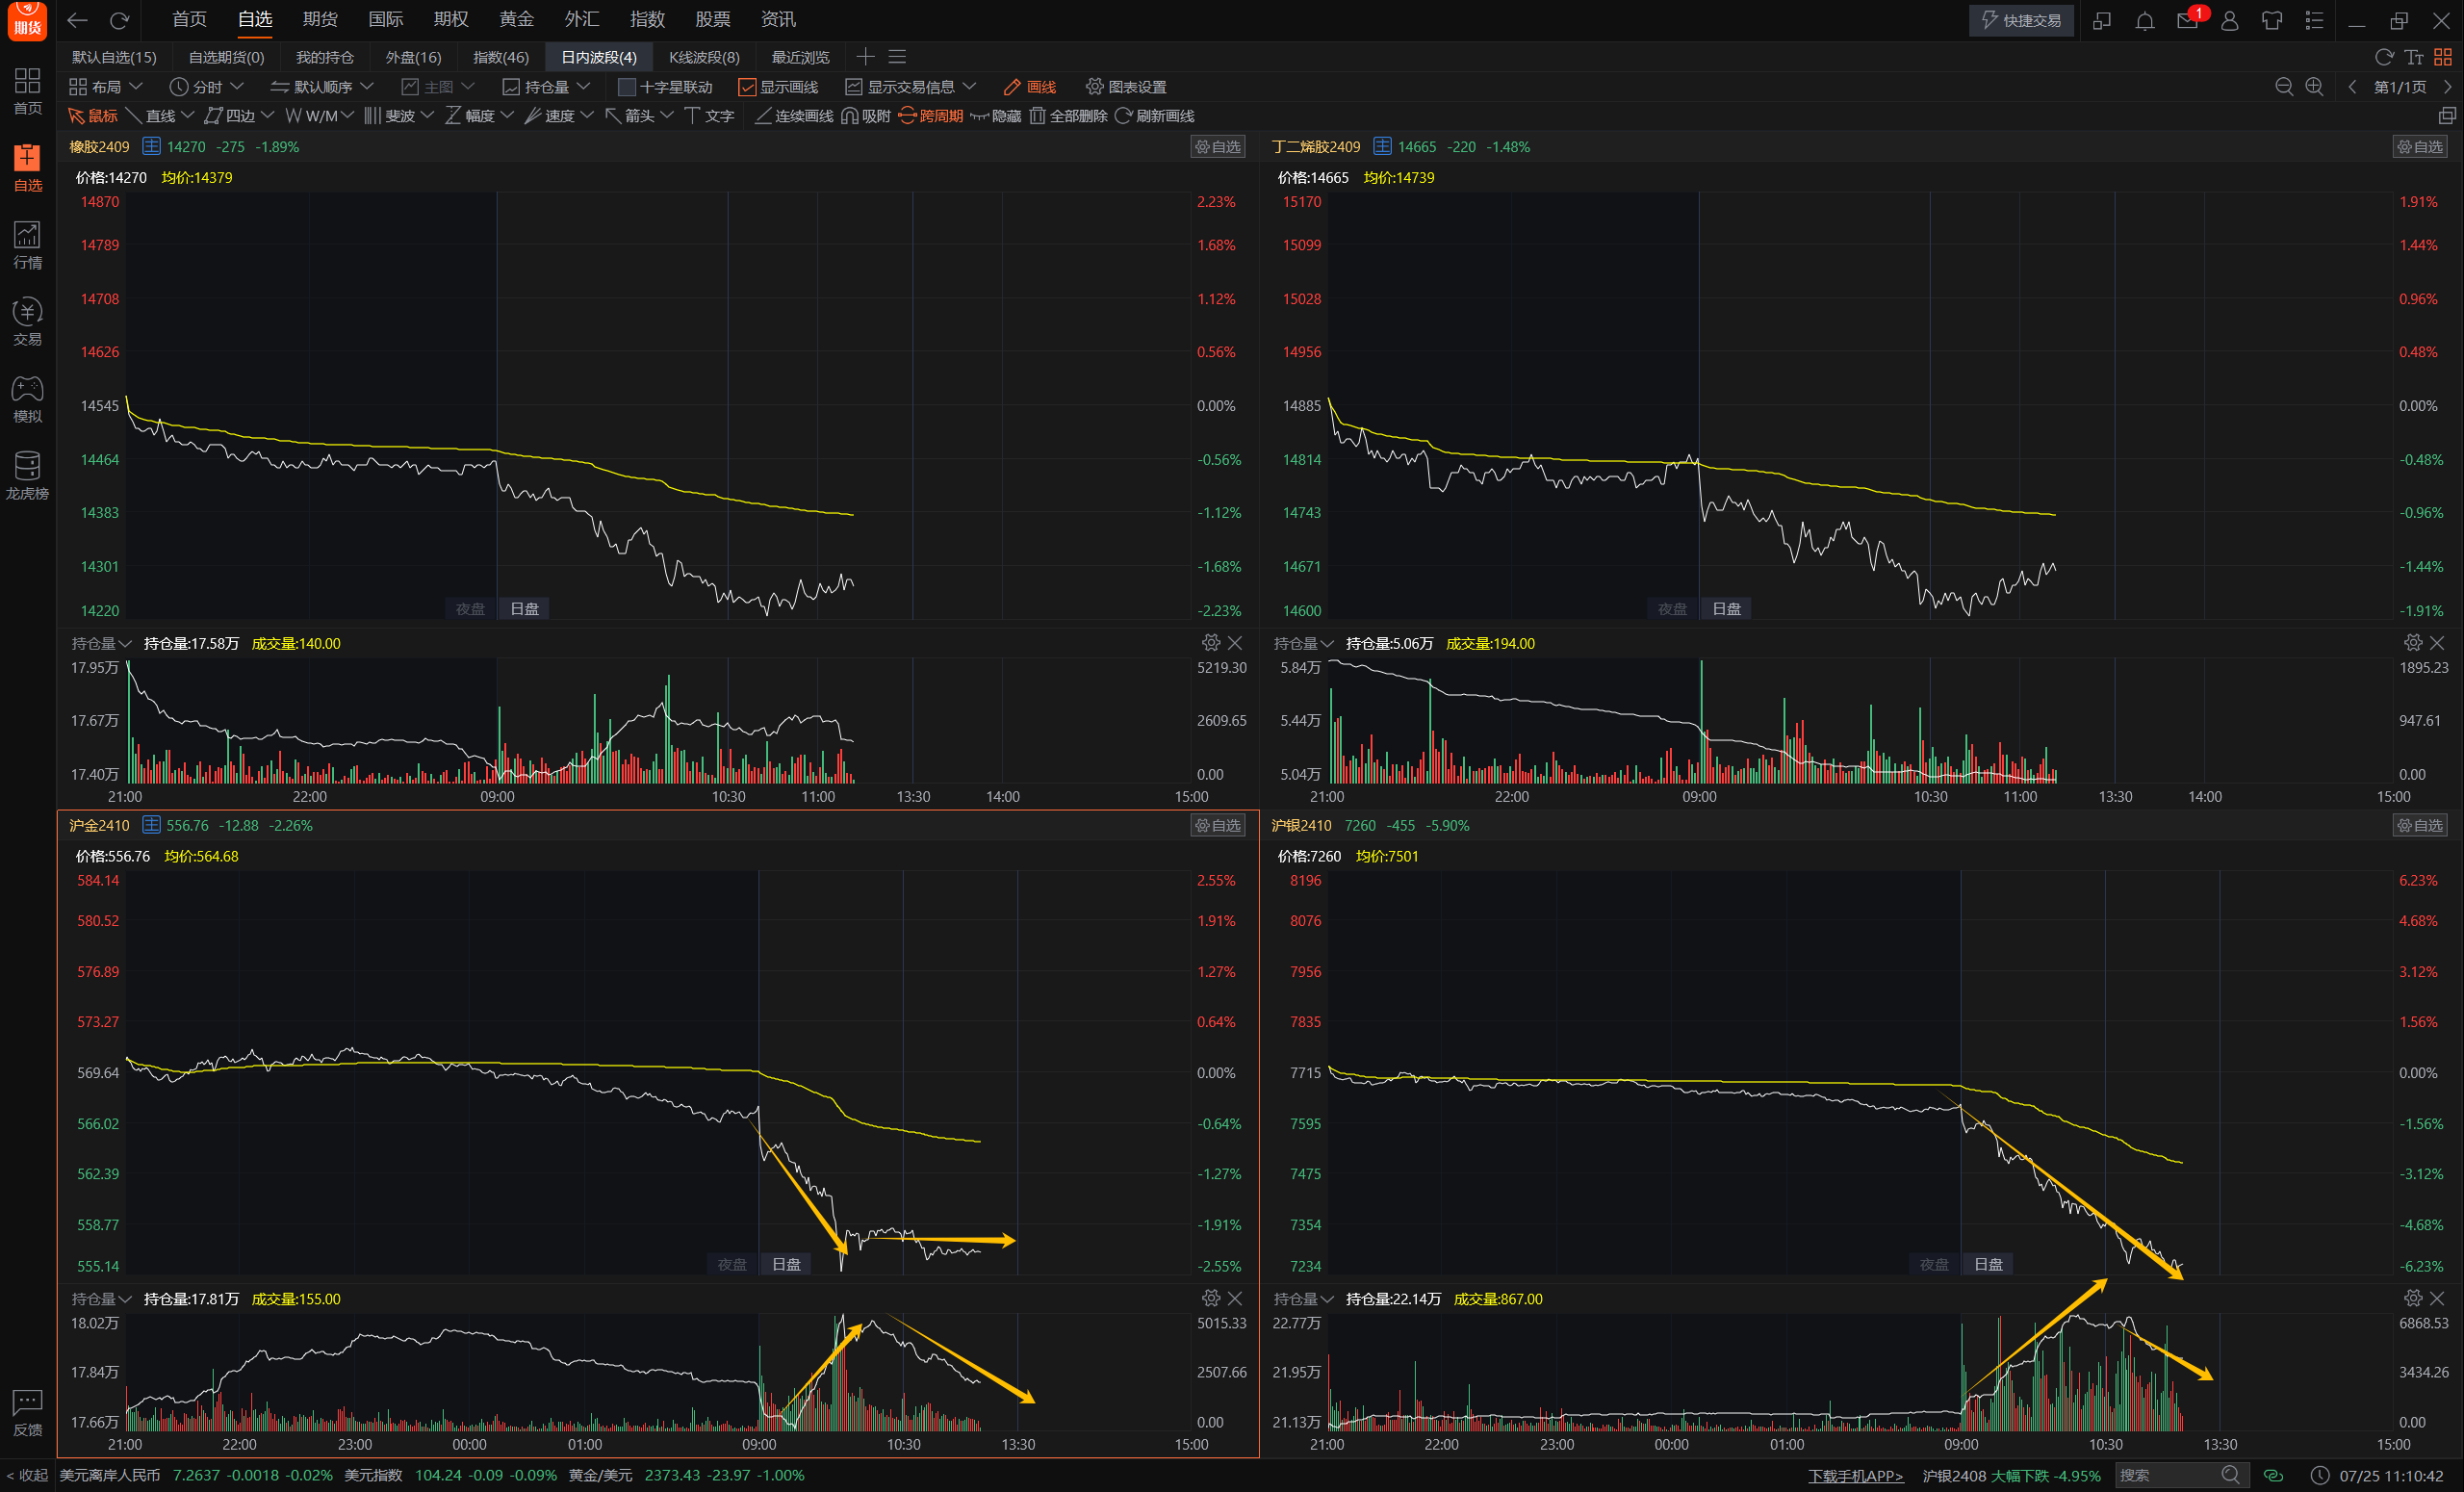 期货 首页 自选 期货 国际 期权 黄金 外汇 指数 股票 资讯 快捷交易 1
默认自选(15) 自选期货(0) 我的持仓 外盘(16) 指数(46) 日内波段(4) K线波段(8) 最近浏览
布局 分时 默认顺序 主图 持仓量 十字星联动 显示画线 显示交易信息 画线 图表设置 第1/1页
鼠标 直线 四边 W/M 斐波 幅度 速度 箭头 文字 连续画线 吸附 跨周期 隐藏 全部删除 刷新画线
首页
自选
行情
交易
模拟
龙虎榜
反馈
橡胶2409 主 14270 -275 -1.89% 自选
价格:14270 均价:14379
14870 2.23%
14789 1.68%
14708 1.12%
14626 0.56%
14545 0.00%
14464 -0.56%
14383 -1.12%
14301 -1.68%
14220 夜盘 日盘 -2.23%
持仓量 持仓量:17.58万 成交量:140.00
17.95万 5219.30
17.67万 2609.65
17.40万 0.00
21:00 22:00 09:00 10:30 11:00 13:30 14:00 15:00
丁二烯胶2409 主 14665 -220 -1.48% 自选
价格:14665 均价:14739
15170 1.91%
15099 1.44%
15028 0.96%
14956 0.48%
14885 0.00%
14814 -0.48%
14743 -0.96%
14671 -1.44%
14600 夜盘 日盘 -1.91%
持仓量 持仓量:5.06万 成交量:194.00
5.84万 1895.23
5.44万 947.61
5.04万 0.00
21:00 22:00 09:00 10:30 11:00 13:30 14:00 15:00
沪金2410 主 556.76 -12.88 -2.26% 自选
价格:556.76 均价:564.68
584.14 2.55%
580.52 1.91%
576.89 1.27%
573.27 0.64%
569.64 0.00%
566.02 -0.64%
562.39 -1.27%
558.77 -1.91%
555.14 夜盘 日盘 -2.55%
持仓量 持仓量:17.81万 成交量:155.00
18.02万 5015.33
17.84万 2507.66
17.66万 0.00
21:00 22:00 23:00 00:00 01:00 09:00 10:30 13:30 15:00
沪银2410 7260 -455 -5.90% 自选
价格:7260 均价:7501
8196 6.23%
8076 4.68%
7956 3.12%
7835 1.56%
7715 0.00%
7595 -1.56%
7475 -3.12%
7354 -4.68%
7234 夜盘 日盘 -6.23%
持仓量 持仓量:22.14万 成交量:867.00
22.77万 6868.53
21.95万 3434.26
21.13万 0.00
21:00 22:00 23:00 00:00 01:00 09:00 10:30 13:30 15:00
< 收起 美元离岸人民币 7.2637 -0.0018 -0.02% 美元指数 104.24 -0.09 -0.09% 黄金/美元 2373.43 -23.97 -1.00% 下载手机APP> 沪银2408 大幅下跌 -4.95% 搜索 07/25 11:10:42